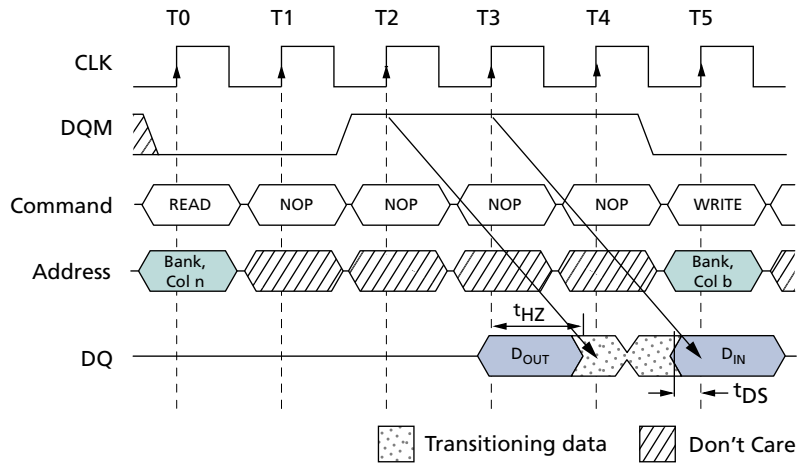 T0 T1 T2 T3 T4 T5
CLK
DQM
Command READ NOP NOP NOP NOP WRITE
Address Bank, Col n Bank, Col b
tHZ
DQ DOUT DIN
tDS
Transitioning data Don't Care